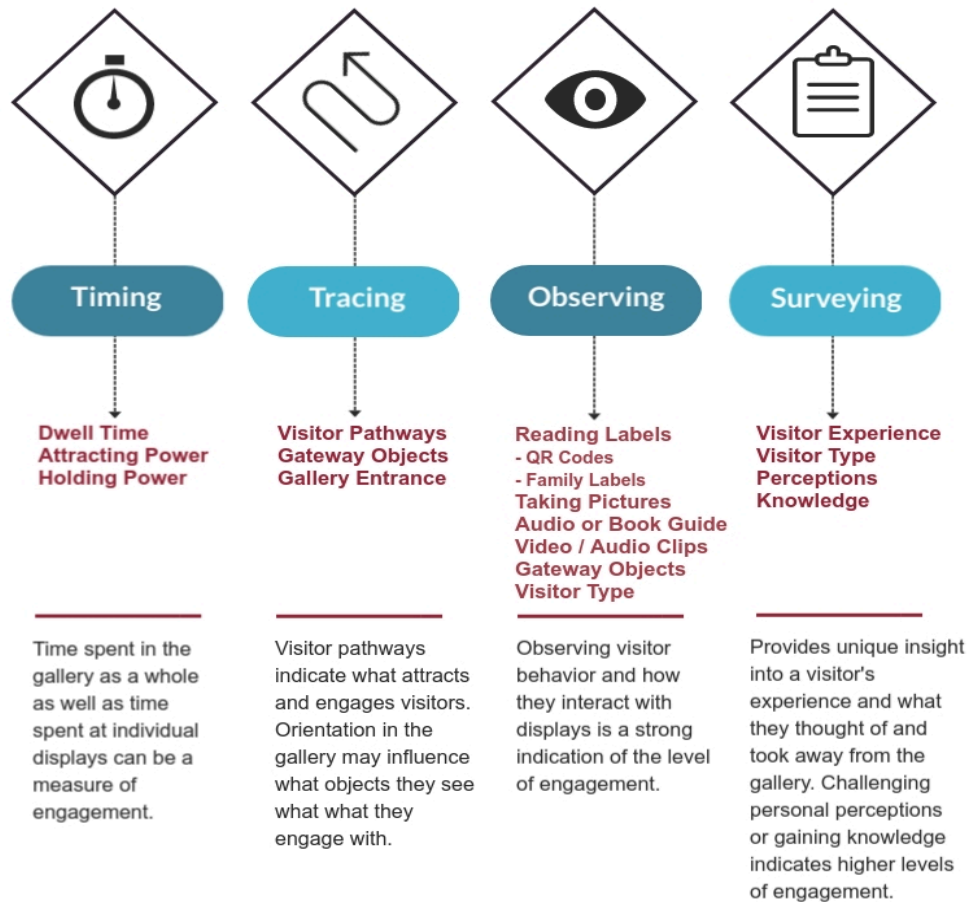 Timing
Tracing
Observing
Surveying
Dwell Time
Attracting Power
Holding Power
Visitor Pathways
Gateway Objects
Gallery Entrance
Reading Labels
- QR Codes
- Family Labels
Taking Pictures
Audio or Book Guide
Video / Audio Clips
Gateway Objects
Visitor Type
Visitor Experience
Visitor Type
Perceptions
Knowledge
Time spent in the
gallery as a whole
as well as time
spent at individual
displays can be a
measure of
engagement.
Visitor pathways
indicate what attracts
and engages visitors.
Orientation in the
gallery may influence
what objects they see
what what they
engage with.
Observing visitor
behavior and how
they interact with
displays is a strong
indication of the level
of engagement.
Provides unique insight
into a visitor's
experience and what
they thought of and
took away from the
gallery. Challenging
personal perceptions
or gaining knowledge
indicates higher levels
of engagement.